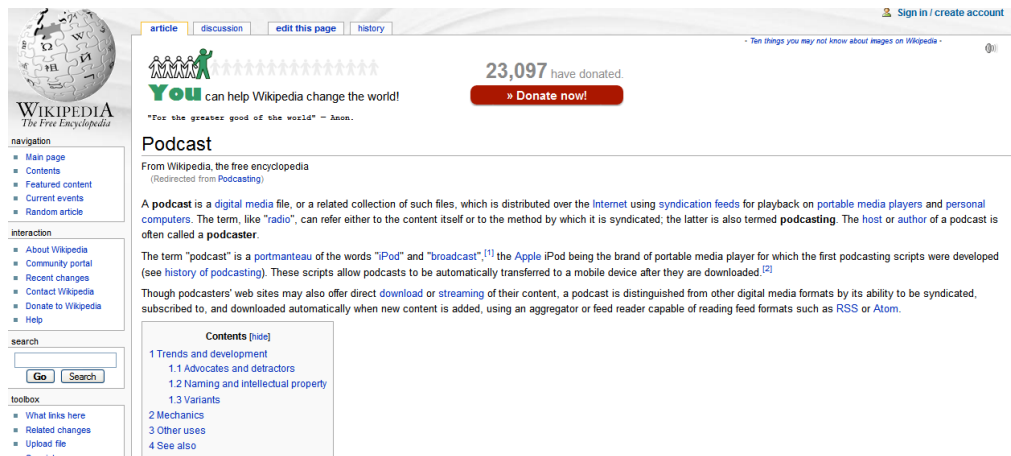 Sign in / create account
article discussion edit this page history
- Ten things you may not know about images on Wikipedia -
23,097 have donated.
You can help Wikipedia change the world!
» Donate now!
"For the greater good of the world" — Anon.
WIKIPEDIA
The Free Encyclopedia
navigation
Main page
Contents
Featured content
Current events
Random article
interaction
About Wikipedia
Community portal
Recent changes
Contact Wikipedia
Donate to Wikipedia
Help
search
Go Search
toolbox
What links here
Related changes
Upload file
Podcast
From Wikipedia, the free encyclopedia
(Redirected from Podcasting)
A podcast is a digital media file, or a related collection of such files, which is distributed over the Internet using syndication feeds for playback on portable media players and personal
computers. The term, like "radio", can refer either to the content itself or to the method by which it is syndicated; the latter is also termed podcasting. The host or author of a podcast is
often called a podcaster.
The term "podcast" is a portmanteau of the words "iPod" and "broadcast",[1] the Apple iPod being the brand of portable media player for which the first podcasting scripts were developed
(see history of podcasting). These scripts allow podcasts to be automatically transferred to a mobile device after they are downloaded.[2]
Though podcasters' web sites may also offer direct download or streaming of their content, a podcast is distinguished from other digital media formats by its ability to be syndicated,
subscribed to, and downloaded automatically when new content is added, using an aggregator or feed reader capable of reading feed formats such as RSS or Atom.
Contents [hide]
1 Trends and development
1.1 Advocates and detractors
1.2 Naming and intellectual property
1.3 Variants
2 Mechanics
3 Other uses
4 See also